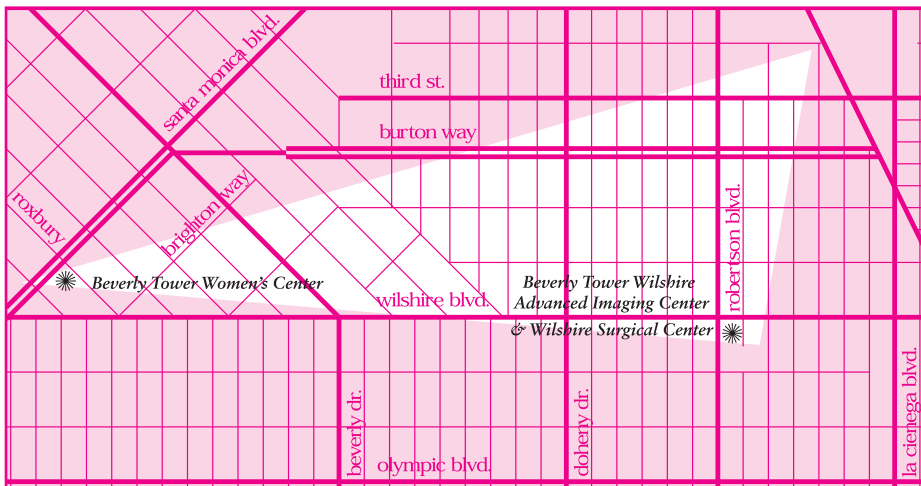 santa monica blvd.
third st.
burton way
roxbury
brighton way
robertson blvd.
Beverly Tower Women's Center
Beverly Tower Wilshire
Advanced Imaging Center
& Wilshire Surgical Center
wilshire blvd.
beverly dr.
doheny dr.
la cienega blvd.
olympic blvd.